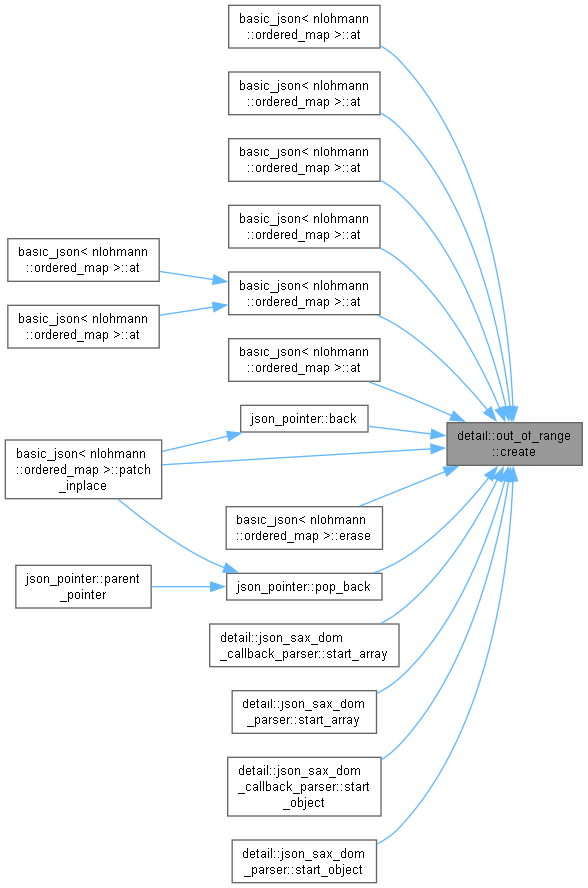 basic_json< nlohmann
::ordered_map >::at
basic_json< nlohmann
::ordered_map >::at
basic_json< nlohmann
::ordered_map >::at
basic_json< nlohmann
::ordered_map >::at
basic_json< nlohmann
::ordered_map >::at
basic_json< nlohmann
::ordered_map >::at
basic_json< nlohmann
::ordered_map >::at
basic_json< nlohmann
::ordered_map >::at
json_pointer::back
detail::out_of_range
::create
basic_json< nlohmann
::ordered_map >::patch
_inplace
basic_json< nlohmann
::ordered_map >::erase
json_pointer::parent
_pointer
json_pointer::pop_back
detail::json_sax_dom
_callback_parser::start_array
detail::json_sax_dom
_parser::start_array
detail::json_sax_dom
_callback_parser::start
_object
detail::json_sax_dom
_parser::start_object